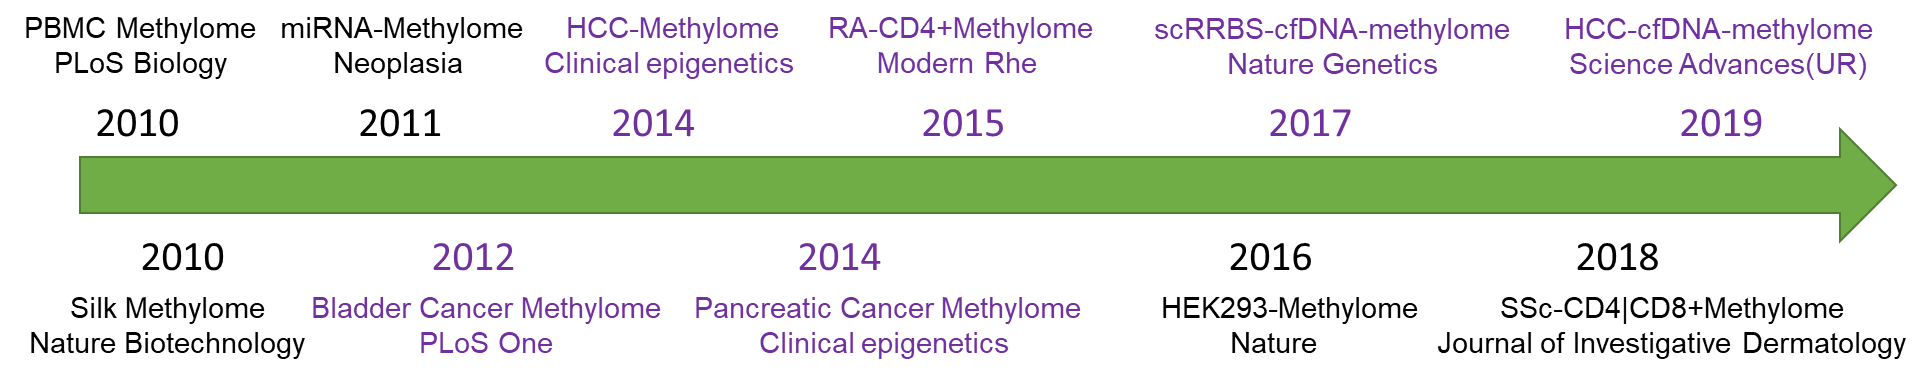 PBMC Methylome
PLoS Biology
2010
miRNA-Methylome
Neoplasia
2011
HCC-Methylome
Clinical epigenetics
2014
RA-CD4+Methylome
Modern Rhe
2015
scRRBS-cfDNA-methylome
Nature Genetics
2017
HCC-cfDNA-methylome
Science Advances(UR)
2019
2010
Silk Methylome
Nature Biotechnology
2012
Bladder Cancer Methylome
PLoS One
2014
Pancreatic Cancer Methylome
Clinical epigenetics
2016
HEK293-Methylome
Nature
2018
SSc-CD4|CD8+Methylome
Journal of Investigative Dermatology